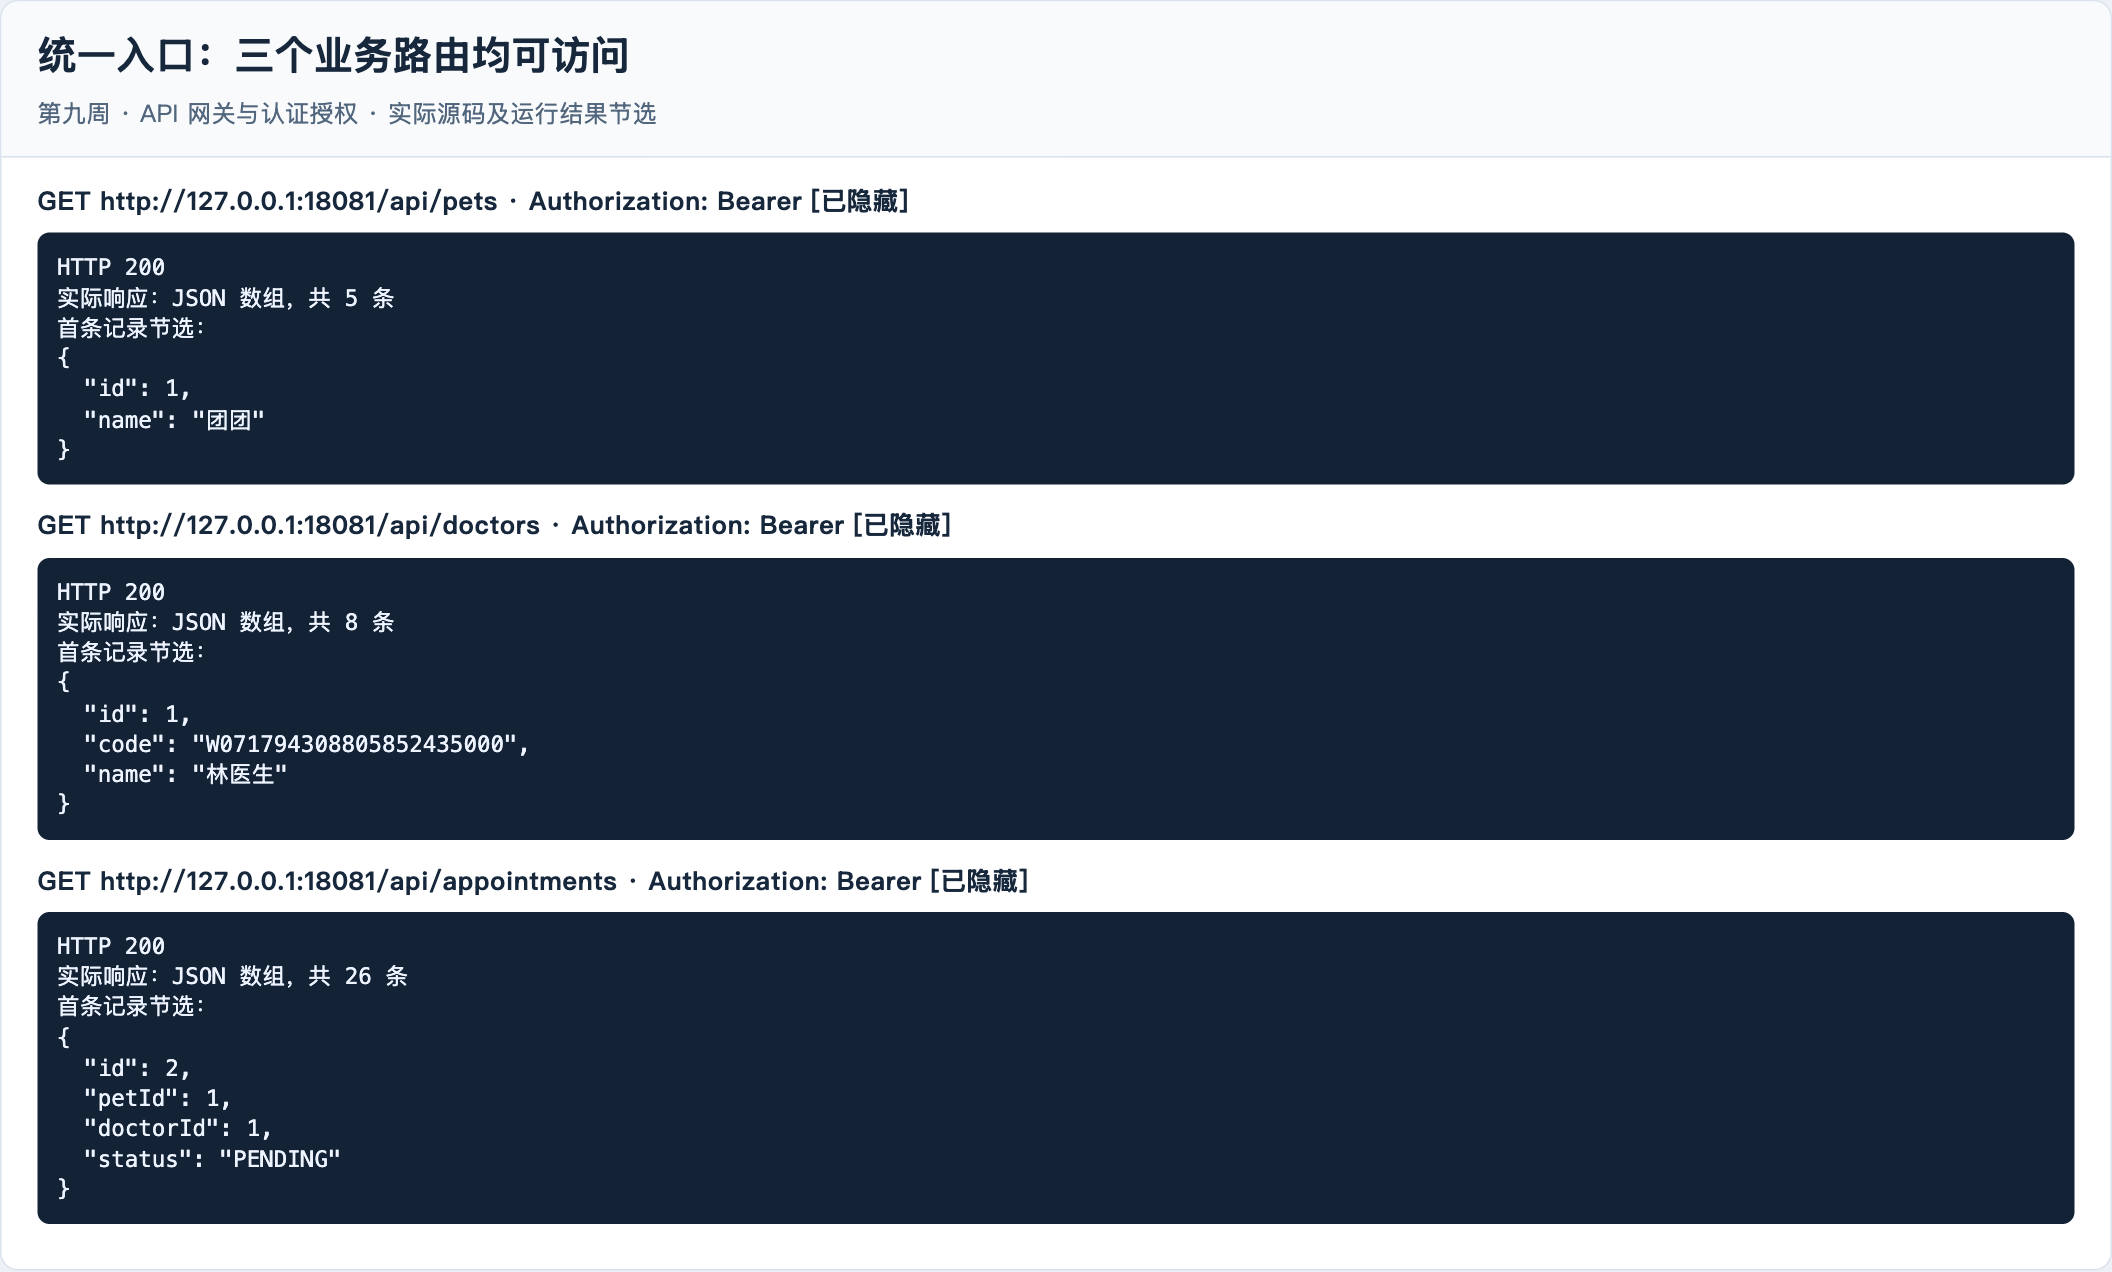 统一入口：三个业务路由均可访问
第九周 · API 网关与认证授权 · 实际源码及运行结果节选
GET http://127.0.0.1:18081/api/pets · Authorization: Bearer [已隐藏]
HTTP 200
实际响应：JSON 数组，共 5 条
首条记录节选：
{
  "id": 1,
  "name": "团团"
}
GET http://127.0.0.1:18081/api/doctors · Authorization: Bearer [已隐藏]
HTTP 200
实际响应：JSON 数组，共 8 条
首条记录节选：
{
  "id": 1,
  "code": "W071794308805852435000",
  "name": "林医生"
}
GET http://127.0.0.1:18081/api/appointments · Authorization: Bearer [已隐藏]
HTTP 200
实际响应：JSON 数组，共 26 条
首条记录节选：
{
  "id": 2,
  "petId": 1,
  "doctorId": 1,
  "status": "PENDING"
}